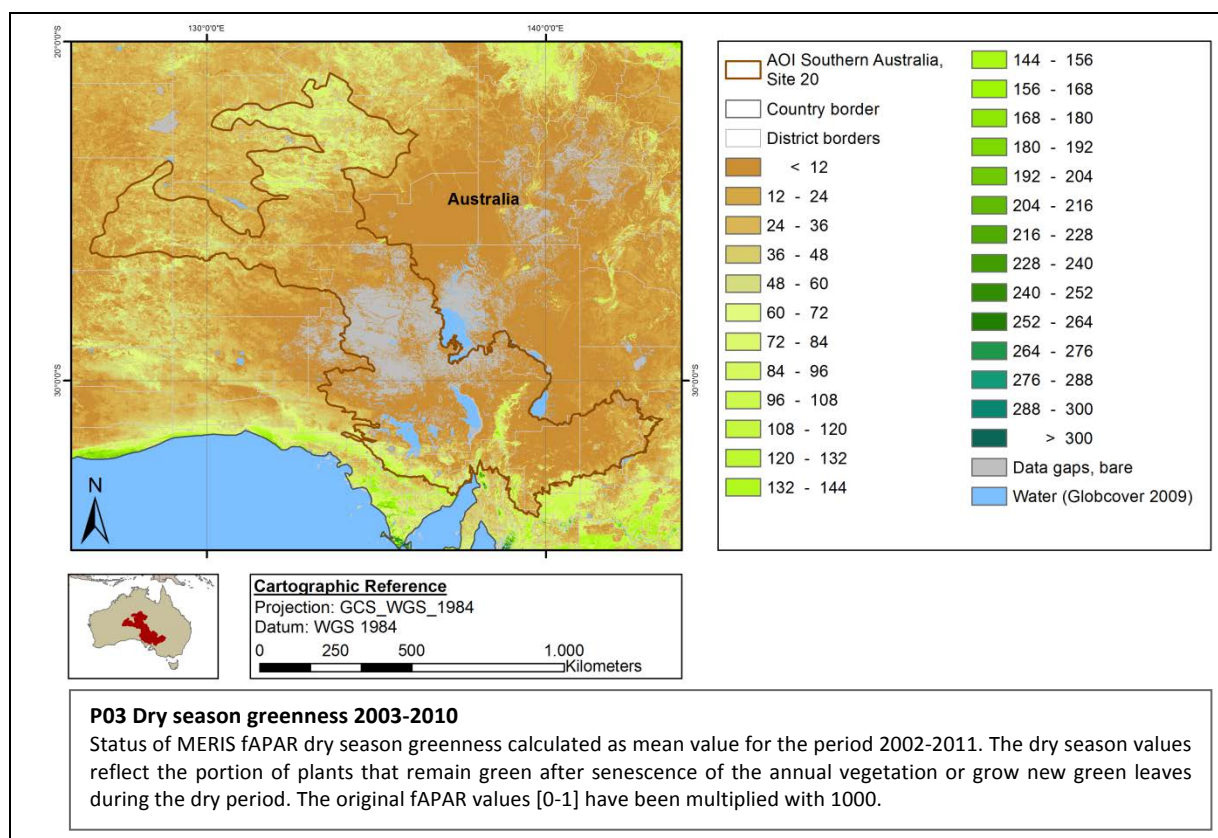 130°0'0"E
140°0'0"E
20°0'0"S
20°0'0"S
Australia
30°0'0"S
30°0'0"S
N
AOI Southern Australia,
Site 20
Country border
District borders
< 12
12 - 24
24 - 36
36 - 48
48 - 60
60 - 72
72 - 84
84 - 96
96 - 108
108 - 120
120 - 132
132 - 144
144 - 156
156 - 168
168 - 180
180 - 192
192 - 204
204 - 216
216 - 228
228 - 240
240 - 252
252 - 264
264 - 276
276 - 288
288 - 300
> 300
Data gaps, bare
Water (Globcover 2009)
Cartographic Reference
Projection: GCS_WGS_1984
Datum: WGS 1984
0 250 500 1.000
Kilometers
P03 Dry season greenness 2003-2010
Status of MERIS fAPAR dry season greenness calculated as mean value for the period 2002-2011. The dry season values
reflect the portion of plants that remain green after senescence of the annual vegetation or grow new green leaves
during the dry period. The original fAPAR values [0-1] have been multiplied with 1000.